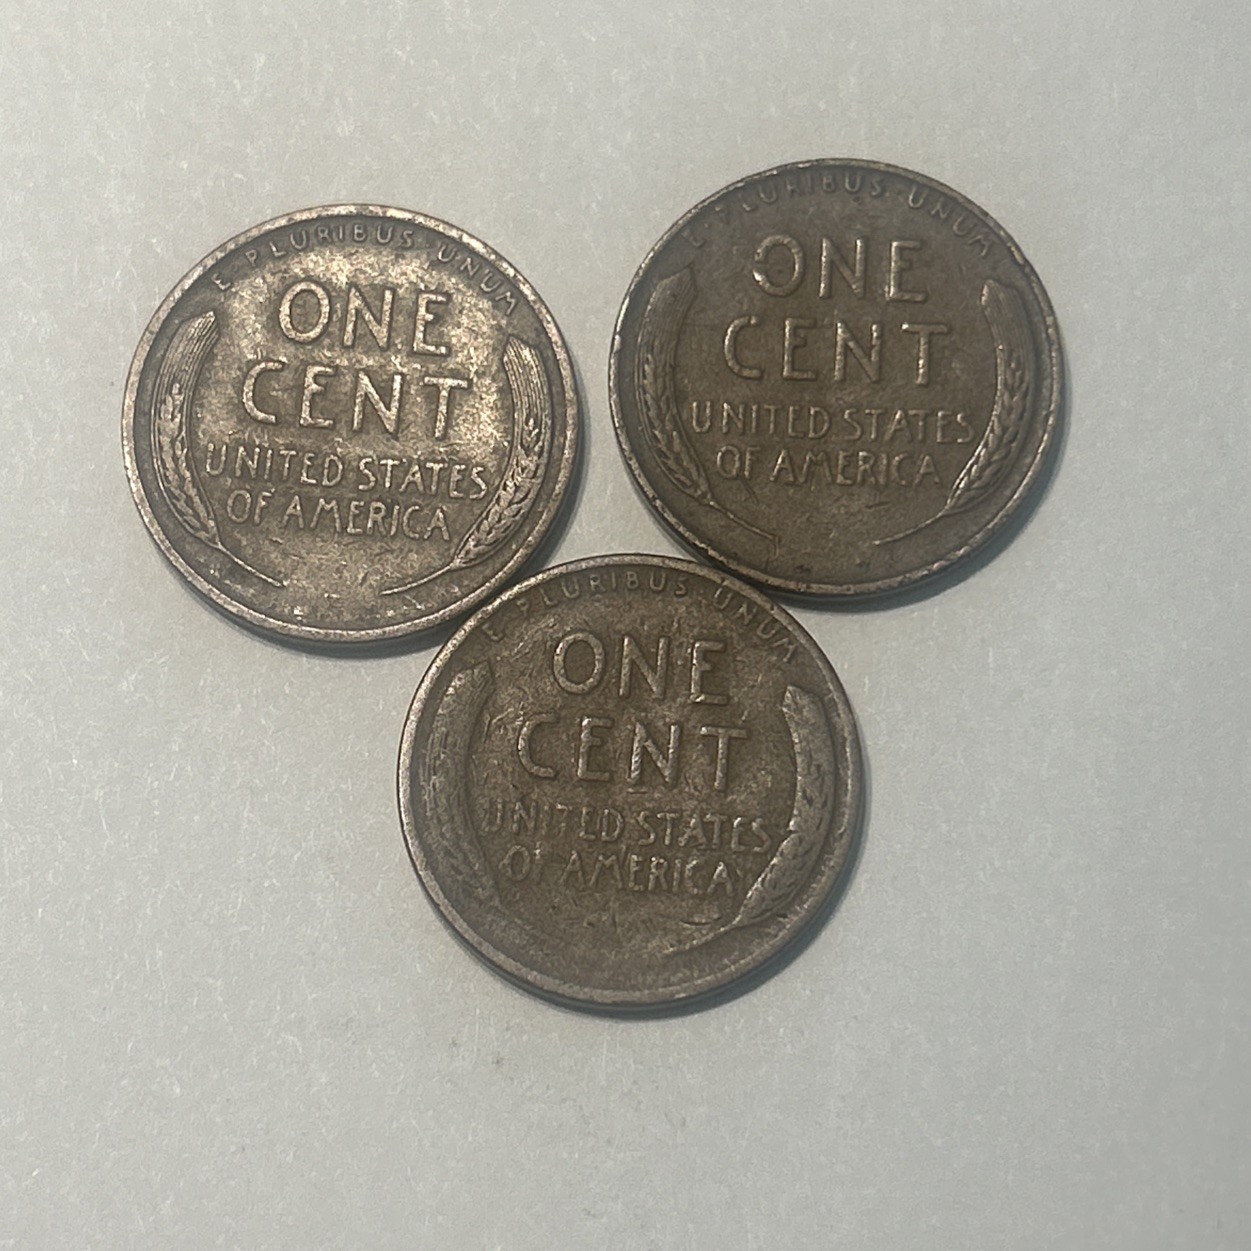 E · PLURIBUS · UNUM
ONE
CENT
UNITED STATES
OF AMERICA
E · PLURIBUS · UNUM
ONE
CENT
UNITED STATES
OF AMERICA
E · PLURIBUS · UNUM
ONE
CENT
UNITED STATES
OF AMERICA